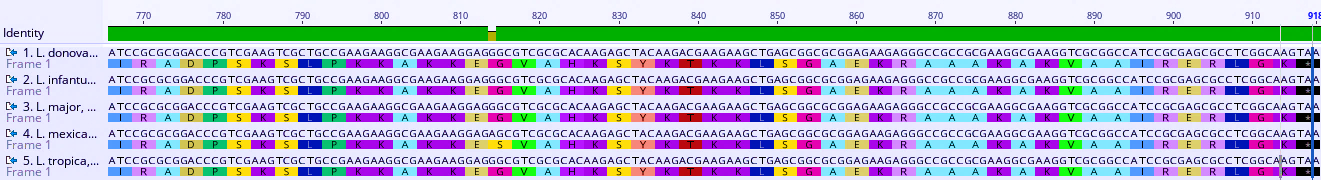 770 780 790 800 810 820 830 840 850 860 870 880 890 900 910 918
Identity
1. L. donova... ATCCGCGCGGACCCGTCGAAGTCGCTGCCGAAGAAGGCGAAGAAGGAGGGCGTCGCGCACAAGAGCTACAAGACGAAGAAGCTGAGCGGCGCGGAGAAGAGGGCCGCCGCGAAGGCGAAGGTCGCGGCCATCCGCGAGCGCCTCGGCAAGTAA
Frame 1 I R A D P S K S L P K K A K K E G V A H K S Y K T K K L S G A E K R A A A K A K V A A I R E R L G K *
2. L. infantu... ATCCGCGCGGACCCGTCGAAGTCGCTGCCGAAGAAGGCGAAGAAGGAGGGCGTCGCGCACAAGAGCTACAAGACGAAGAAGCTGAGCGGCGCGGAGAAGAGGGCCGCCGCGAAGGCGAAGGTCGCGGCCATCCGCGAGCGCCTCGGCAAGTAA
Frame 1 I R A D P S K S L P K K A K K E G V A H K S Y K T K K L S G A E K R A A A K A K V A A I R E R L G K *
3. L. major, ... ATCCGCGCGGACCCGTCGAAGTCGCTGCCGAAGAAGGCGAAGAAGGAGGGCGTCGCGCACAAGAGCTACAAGACGAAGAAGCTGAGCGGCGCGGAGAAGAGGGCCGCCGCGAAGGCGAAGGTCGCGGCCATCCGCGAGCGCCTCGGCAAGTAA
Frame 1 I R A D P S K S L P K K A K K E G V A H K S Y K T K K L S G A E K R A A A K A K V A A I R E R L G K *
4. L. mexica... ATCCGCGCGGACCCGTCGAAGTCGCTGCCGAAGAAGGCGAAGAAGGAGAGCGTCGCGCACAAGAGCTACAAGACGAAGAAGCTGAGCGGCGCGGAGAAGAGGGCCGCCGCGAAGGCGAAGGTCGCGGCCATCCGCGAGCGCCTCGGCAAGTAA
Frame 1 I R A D P S K S L P K K A K K E S V A H K S Y K T K K L S G A E K R A A A K A K V A A I R E R L G K *
5. L. tropica,... ATCCGCGCGGACCCGTCGAAGTCGCTGCCGAAGAAGGCGAAGAAGGAGGGCGTCGCGCACAAGAGCTACAAGACGAAGAAGCTGAGCGGCGCGGAGAAGAGGGCCGCCGCGAAGGCGAAGGTCGCGGCCATCCGCGAGCGCCTCGGCAAGTAA
Frame 1 I R A D P S K S L P K K A K K E G V A H K S Y K T K K L S G A E K R A A A K A K V A A I R E R L G K *